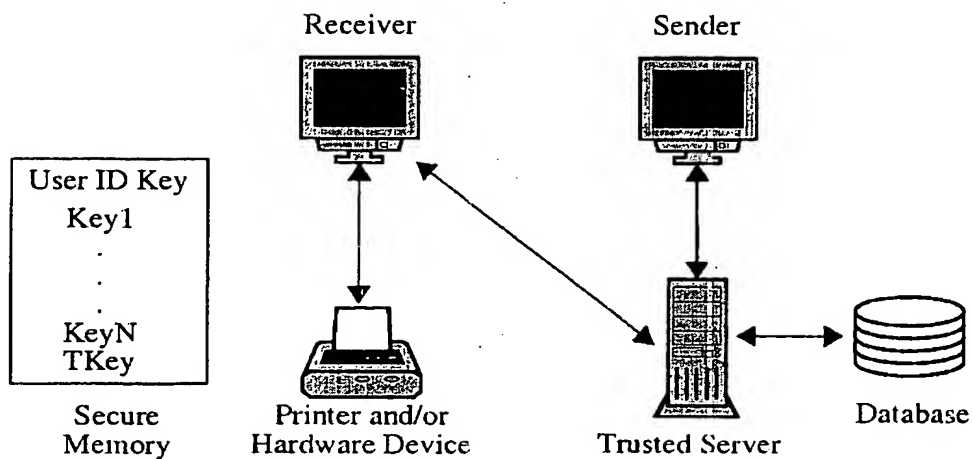 Receiver
Sender
User ID Key
Key1
.
.
.
KeyN
TKey
Secure
Memory
Printer and/or
Hardware Device
Trusted Server
Database